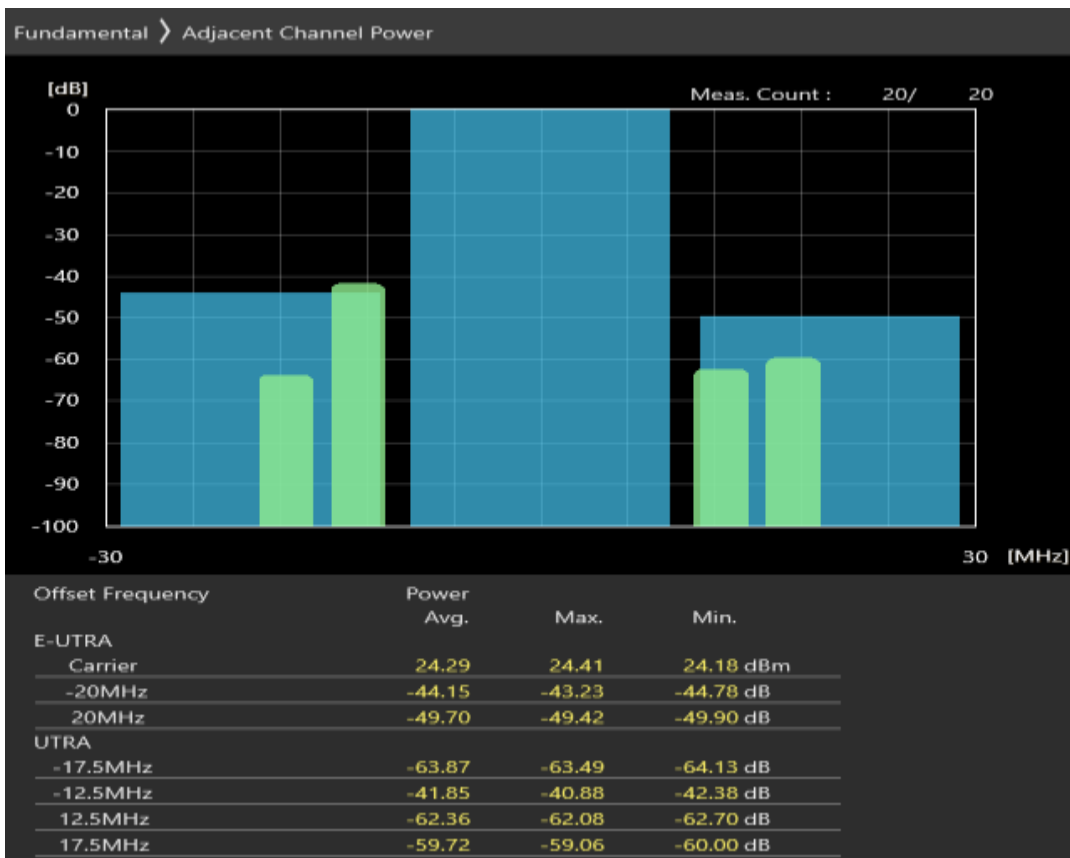 Fundamental ❯ Adjacent Channel Power
[dB]
Meas. Count : 20/ 20
0
-10
-20
-30
-40
-50
-60
-70
-80
-90
-100
-30 30 [MHz]
Offset Frequency Power
Avg. Max. Min.
E-UTRA
Carrier 24.29 24.41 24.18 dBm
-20MHz -44.15 -43.23 -44.78 dB
20MHz -49.70 -49.42 -49.90 dB
UTRA
-17.5MHz -63.87 -63.49 -64.13 dB
-12.5MHz -41.85 -40.88 -42.38 dB
12.5MHz -62.36 -62.08 -62.70 dB
17.5MHz -59.72 -59.06 -60.00 dB